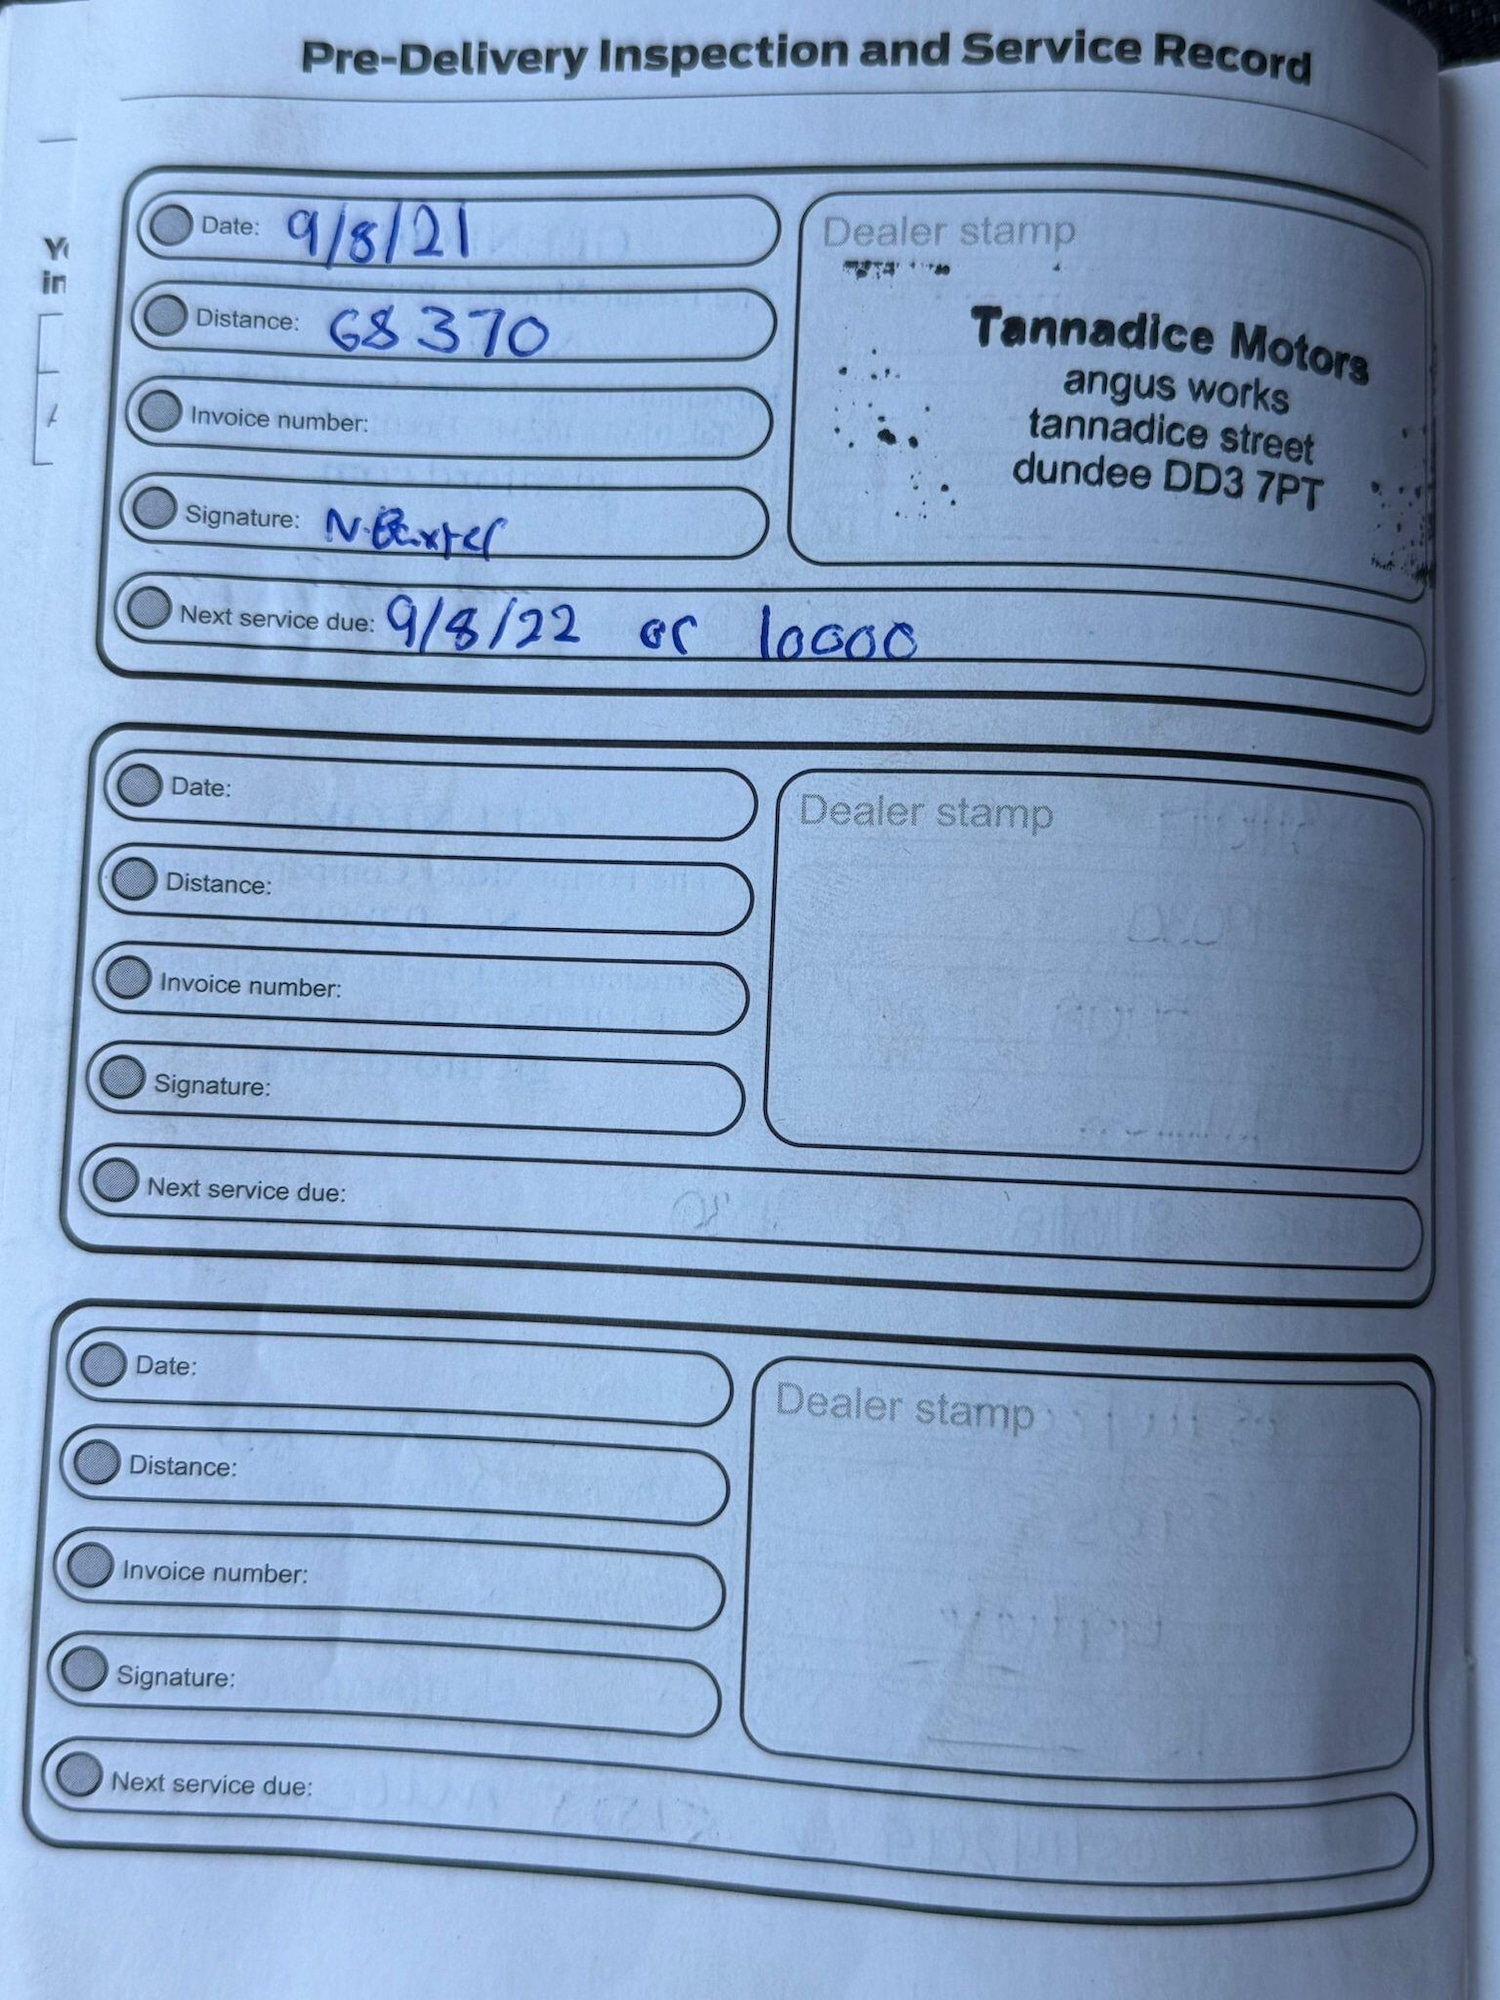 Pre-Delivery Inspection and Service Record
Date: 9/8/21
Distance: 68370
Invoice number:
Signature: N.Baxter
Next service due: 9/8/22 or 10000
Dealer stamp
Tannadice Motors
angus works
tannadice street
dundee DD3 7PT
Date:
Distance:
Invoice number:
Signature:
Next service due:
Dealer stamp
Date:
Distance:
Invoice number:
Signature:
Next service due:
Dealer stamp